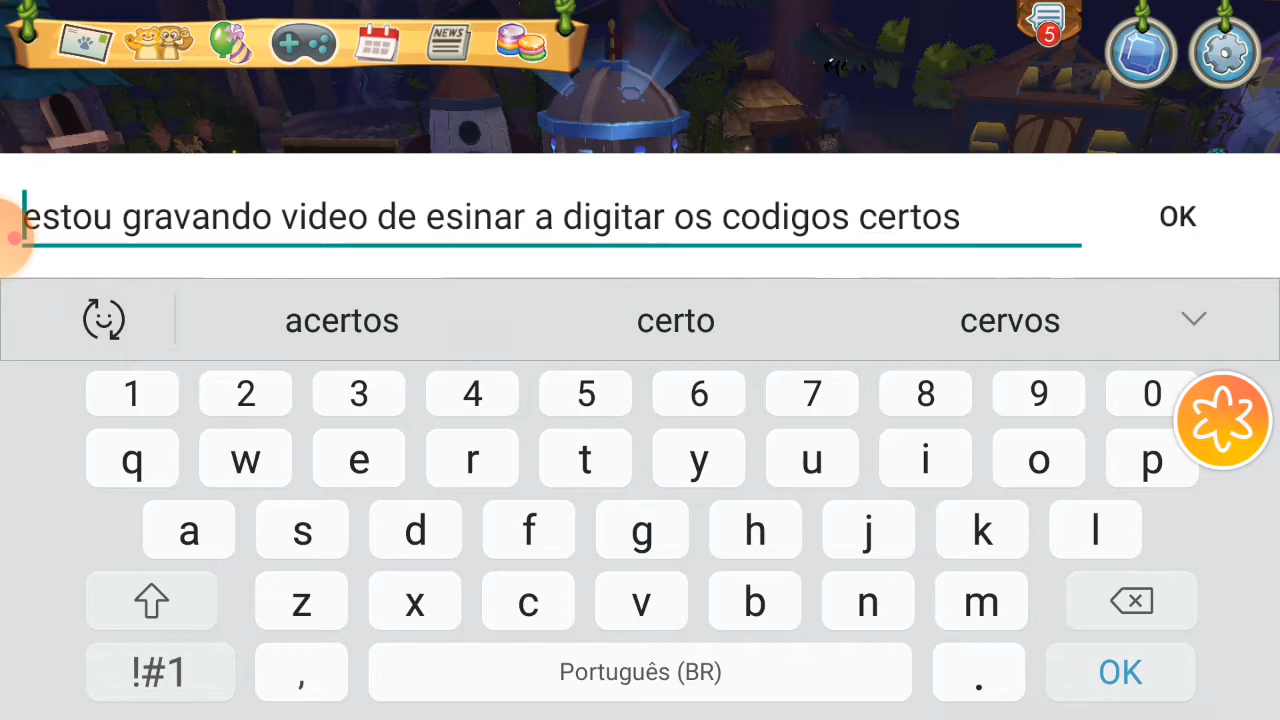 NEWS
5
estou gravando video de esinar a digitar os codigos certos
OK
acertos certo cervos
1 2 3 4 5 6 7 8 9 0
q w e r t y u i o p
a s d f g h j k l
z x c v b n m
!#1 , Português (BR) . OK